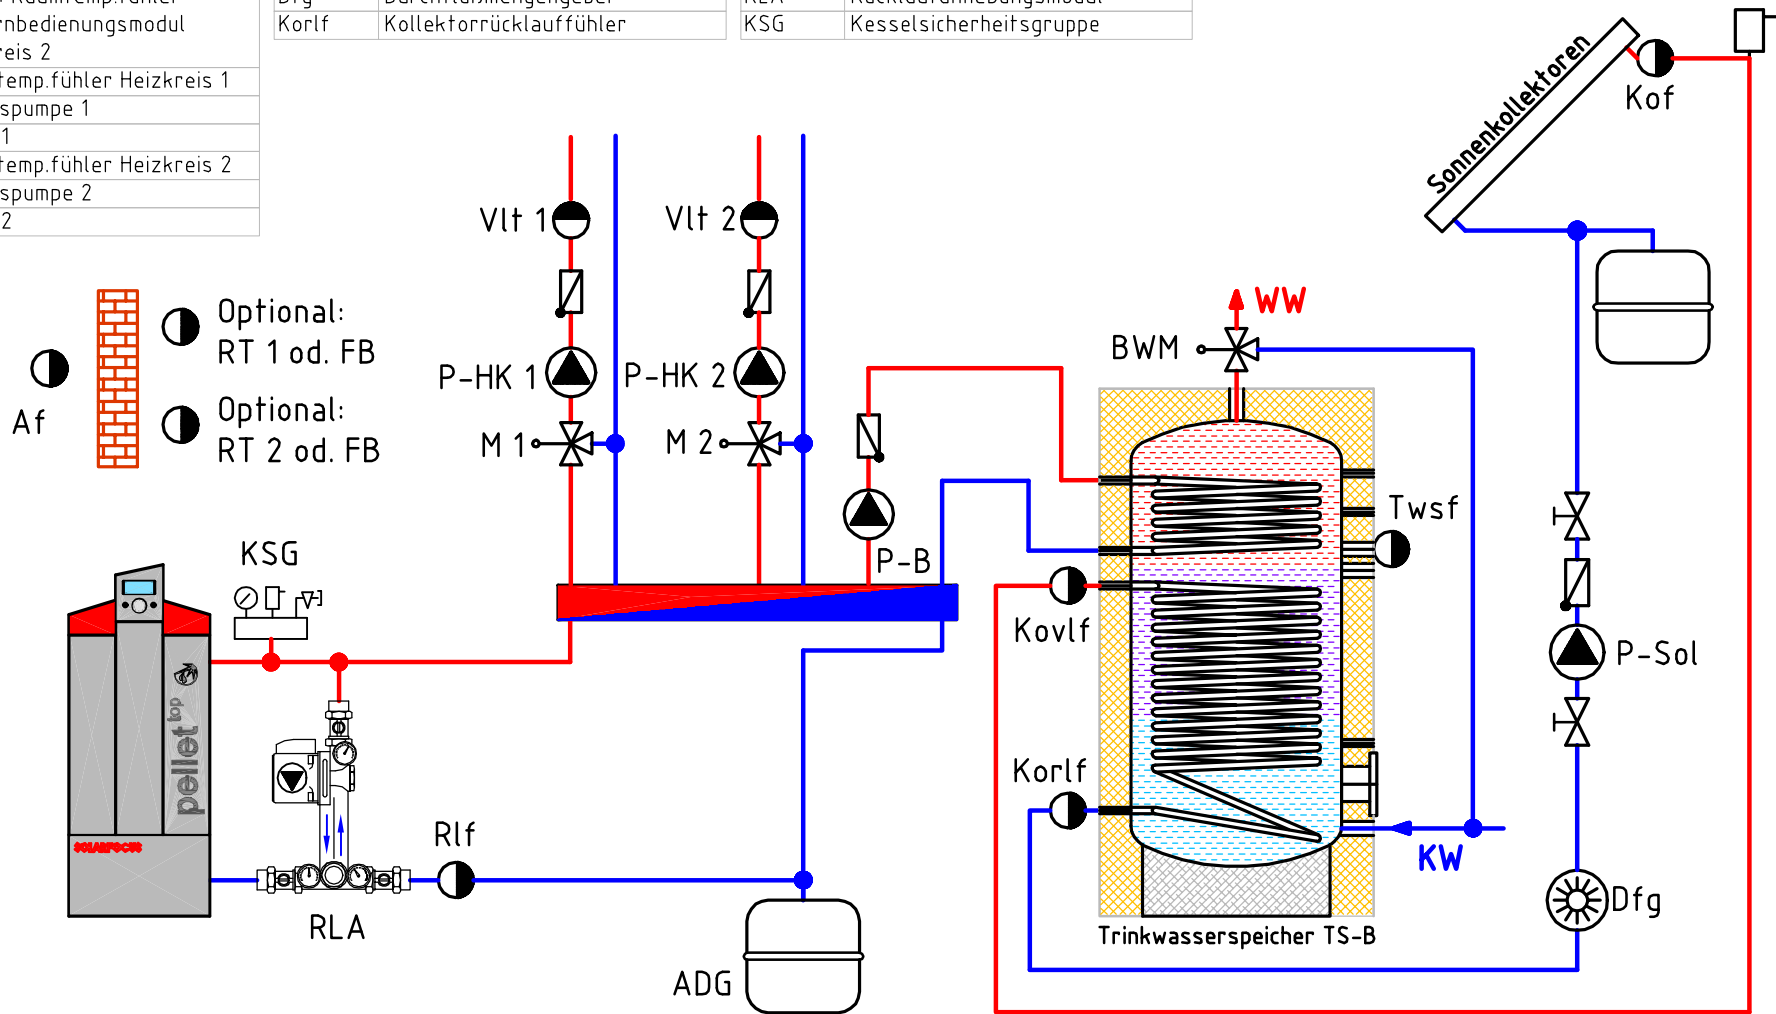 Korlf Kollektorrücklauffühler
KSG Kesselsicherheitsgruppe
rnbedienungsmodul
reis 2
temp.fühler Heizkreis 1
spumpe 1
1
temp.fühler Heizkreis 2
spumpe 2
2
Sonnenkollektoren
Kof
Vlt 1
Vlt 2
Optional:
RT 1 od. FB
Af
Optional:
RT 2 od. FB
P-HK 1
P-HK 2
M 1
M 2
WW
BWM
Twsf
KSG
P-B
Kovlf
P-Sol
pellet top
SOLARFOCUS
Korlf
Rlf
KW
RLA
Dfg
Trinkwasserspeicher TS-B
ADG